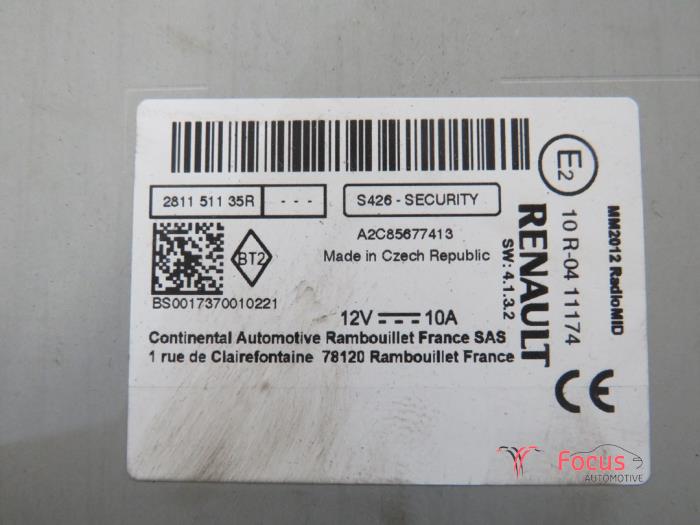 2811 511 35R - - -
S426 - SECURITY
A2C85677413
Made in Czech Republic
BT2
BS0017370010221
12V 10A
Continental Automotive Rambouillet France SAS
1 rue de Clairefontaine 78120 Rambouillet France
RENAULT
SW: 4.1.3.2
E2
10 R-04 11174
MM2012 RadioMID
CE
Focus
AUTOMOTIVE